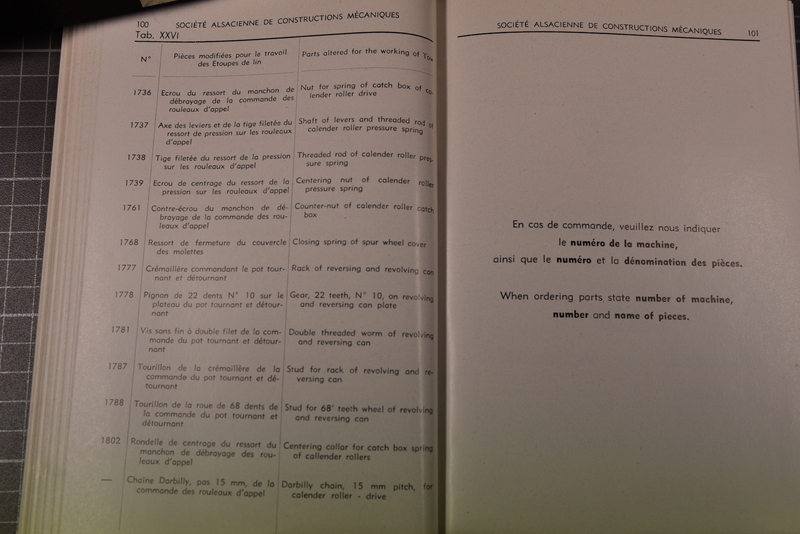 100 SOCIÉTÉ ALSACIENNE DE CONSTRUCTIONS MÉCANIQUES
Tab. XXVI
N° Pièces modifiées pour le travail Parts altered for the working of
des Etoupes de lin
1736 Ecrou du ressort du manchon de Nut for spring of catch box of
débrayage de la commande des lender roller drive
rouleaux d'appel
1737 Axe des leviers et de la tige filetée du Shaft of levers and threaded rod of
ressort de pression sur les rouleaux calender roller pressure spring
d'appel
1738 Tige filetée du ressort de la pression Threaded rod of calender roller pres-
sur les rouleaux d'appel sure spring
1739 Ecrou de centrage du ressort de la Centering nut of calender roller
pression sur les rouleaux d'appel pressure spring
1761 Contre-écrou du manchon de dé- Counter-nut of calender roller catch
brayage de la commande des rou- box
leaux d'appel
1768 Ressort de fermeture du couvercle Closing spring of spur wheel cover
des molettes
1777 Crémaillère commandant le pot tour- Rack of reversing and revolving can
nant et détournant
1778 Pignon de 22 dents N° 10 sur le Gear, 22 teeth, N° 10, on revolving
plateau du pot tournant et détour- and reversing can plate
nant
1781 Vis sans fin à double filet de la com- Double threaded worm of revolving
mande du pot tournant et détour- and reversing can
nant
1787 Tourillon de la crémaillère de la Stud for rack of revolving and re-
commande du pot tournant et dé- versing can
tournant
1788 Tourillon de la roue de 68 dents de Stud for 68 teeth wheel of revolving
la commande du pot tournant et and reversing can
détournant
1802 Rondelle de centrage du ressort du Centering collar for catch box spring
manchon de débrayage des rou- of callender rollers
leaux d'appel
— Chaîne Darbilly, pas 15 mm, de la Darbilly chain, 15 mm pitch, for
commande des rouleaux d'appel calender roller - drive
SOCIÉTÉ ALSACIENNE DE CONSTRUCTIONS MÉCANIQUES 101
En cas de commande, veuillez nous indiquer
le numéro de la machine,
ainsi que le numéro et la dénomination des pièces.
When ordering parts state number of machine,
number and name of pieces.